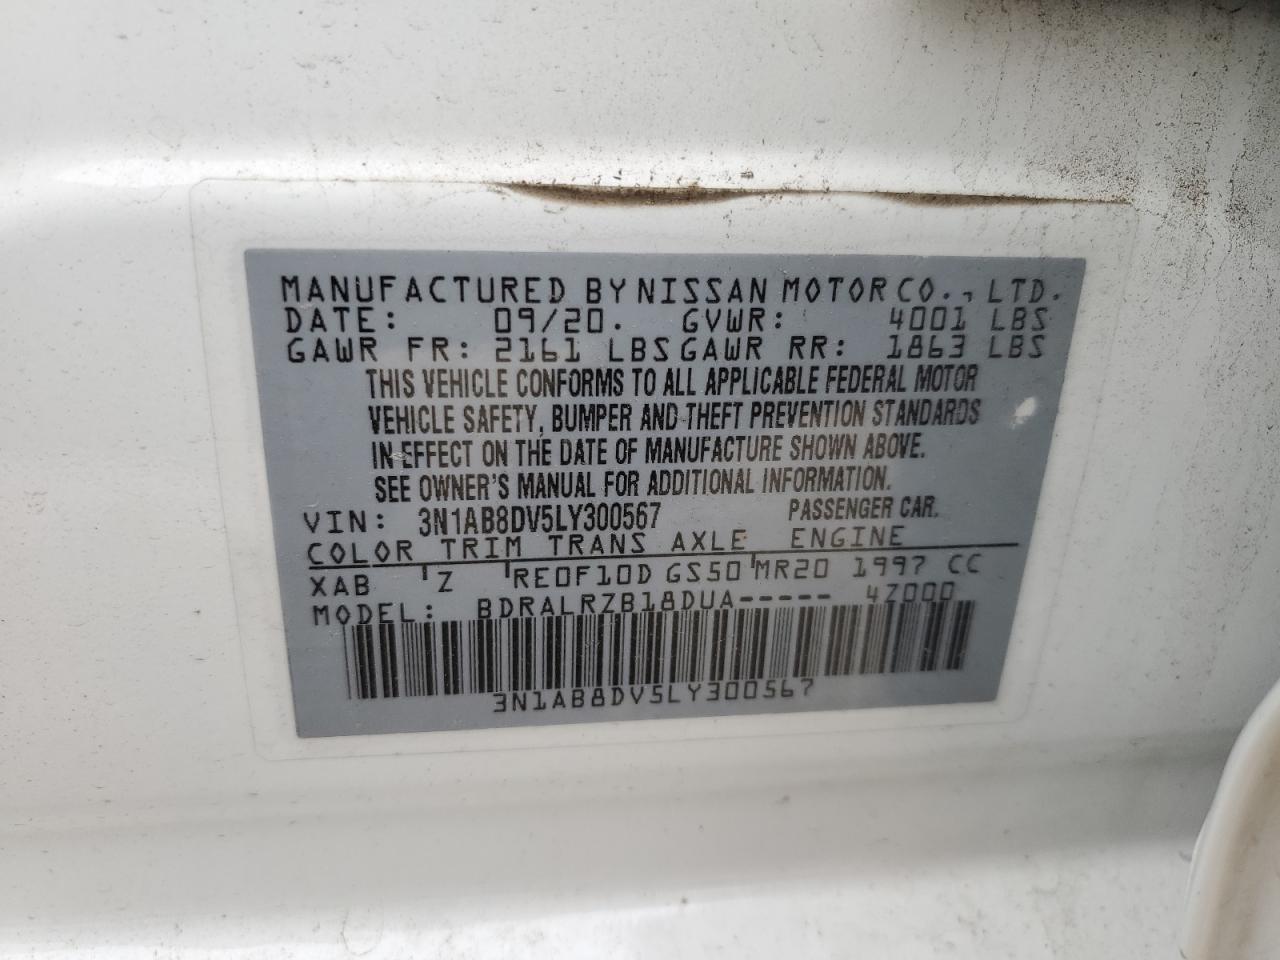 MANUFACTURED BY NISSAN MOTOR CO., LTD.
DATE: 09/20. GVWR: 4001 LBS
GAWR FR: 2161 LBS GAWR RR: 1863 LBS
THIS VEHICLE CONFORMS TO ALL APPLICABLE FEDERAL MOTOR
VEHICLE SAFETY, BUMPER AND THEFT PREVENTION STANDARDS
IN EFFECT ON THE DATE OF MANUFACTURE SHOWN ABOVE.
SEE OWNER'S MANUAL FOR ADDITIONAL INFORMATION.
VIN: 3N1AB8DV5LY300567 PASSENGER CAR.
COLOR TRIM TRANS AXLE ENGINE
XAB Z RE0F10D GS50 MR20 1997 CC
MODEL: BDRALRZB18DUA----- 4Z000
3N1AB8DV5LY300567